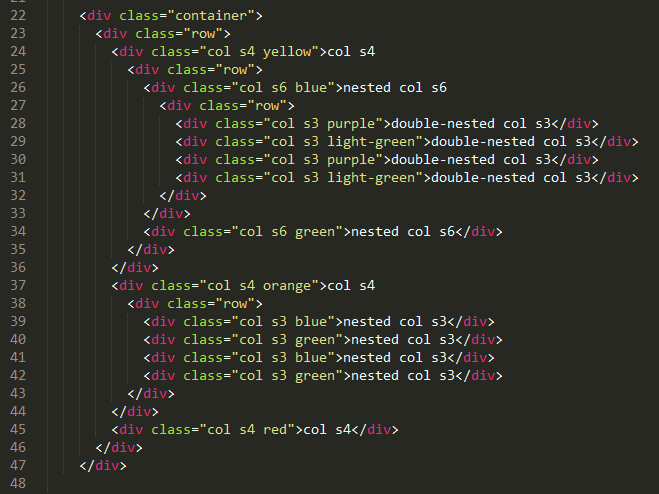 22 <div class="container">
23 <div class="row">
24 <div class="col s4 yellow">col s4
25 <div class="row">
26 <div class="col s6 blue">nested col s6
27 <div class="row">
28 <div class="col s3 purple">double-nested col s3</div>
29 <div class="col s3 light-green">double-nested col s3</div>
30 <div class="col s3 purple">double-nested col s3</div>
31 <div class="col s3 light-green">double-nested col s3</div>
32 </div>
33 </div>
34 <div class="col s6 green">nested col s6</div>
35 </div>
36 </div>
37 <div class="col s4 orange">col s4
38 <div class="row">
39 <div class="col s3 blue">nested col s3</div>
40 <div class="col s3 green">nested col s3</div>
41 <div class="col s3 blue">nested col s3</div>
42 <div class="col s3 green">nested col s3</div>
43 </div>
44 </div>
45 <div class="col s4 red">col s4</div>
46 </div>
47 </div>
48